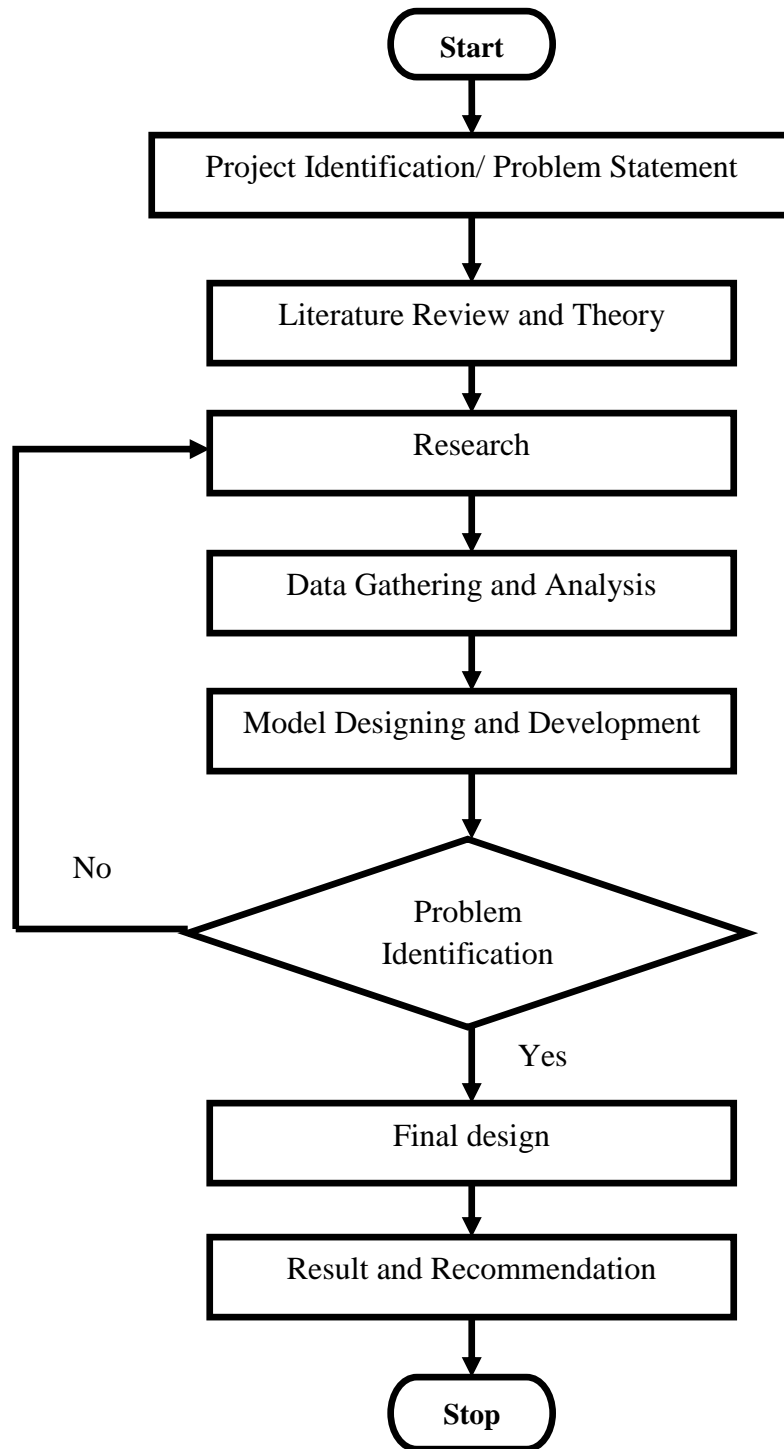 Start
Project Identification/ Problem Statement
Literature Review and Theory
Research
Data Gathering and Analysis
Model Designing and Development
No
Problem
Identification
Yes
Final design
Result and Recommendation
Stop